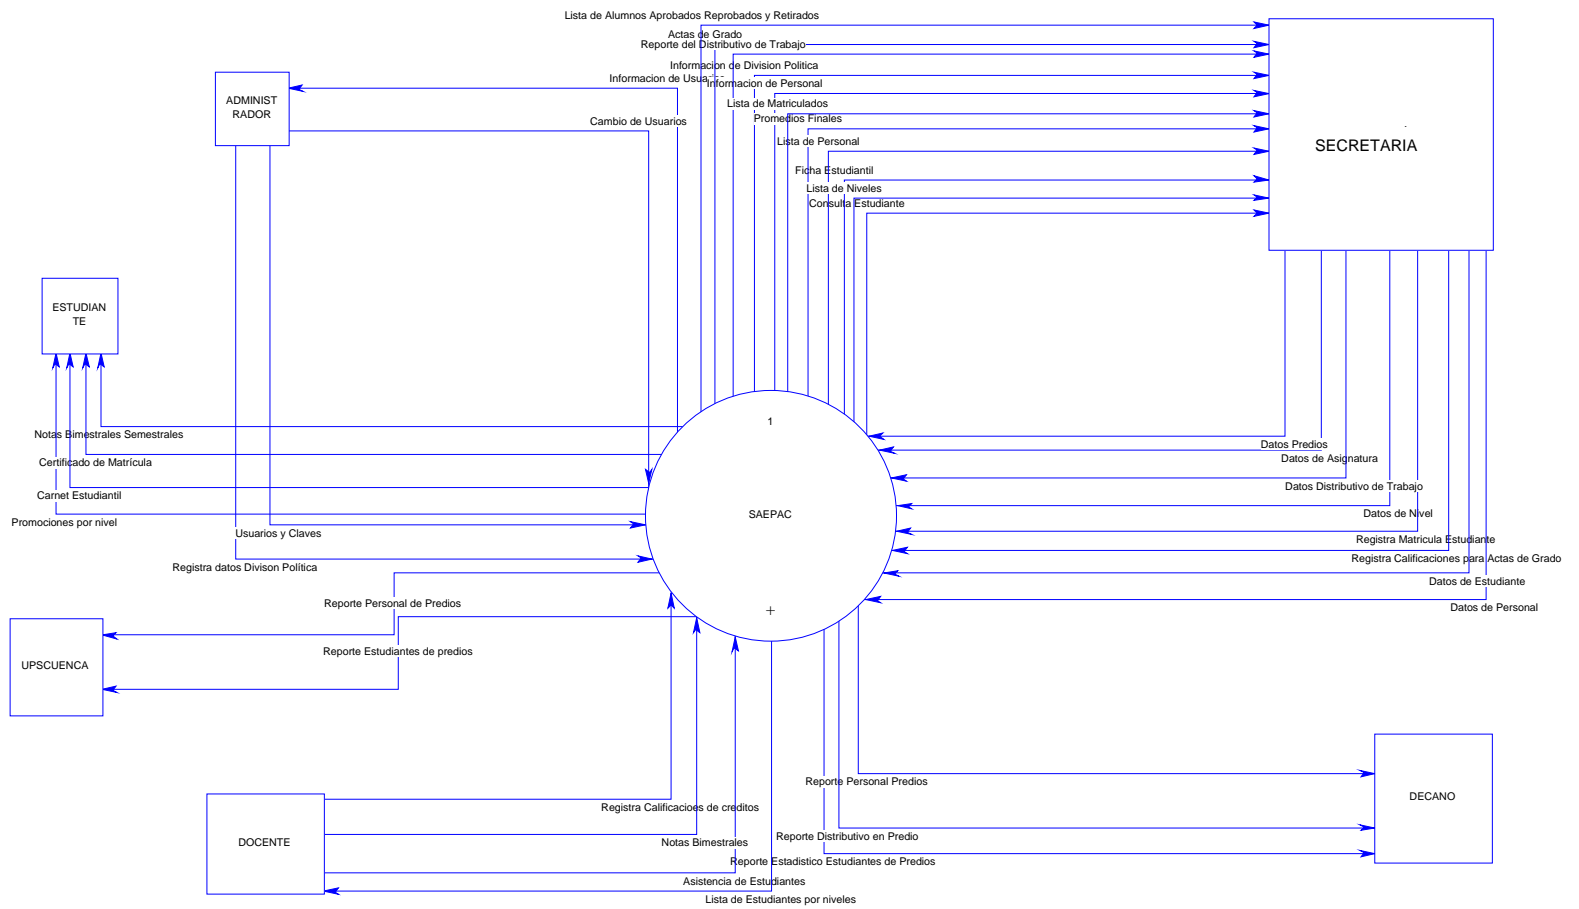 Lista de Alumnos Aprobados Reprobados y Retirados
Actas de Grado
Reporte del Distributivo de Trabajo
Informacion de Division Politica
Informacion de
Informacion de Personal
Lista de Matriculados
Promedios Finales
Lista de Personal
Ficha Estudiantil
Lista de Niveles
Consulta Estudiante
ADMINIST
RADOR
Cambio de Usuarios
SECRETARIA
ESTUDIAN
TE
1
Notas Bimestrales Semestrales
Certificado de Matrícula
Carnet Estudiantil
Promociones por nivel
SAEPAC
Usuarios y Claves
Registra datos Divison Política
Datos Predios
Datos de Asignatura
Datos Distributivo de Trabajo
Datos de Nivel
Registra Matricula Estudiante
Registra Calificaciones para Actas de Grado
Datos de Estudiante
Datos de Personal
+
Reporte Personal de Predios
Reporte Estudiantes de predios
UPSCUENCA
DOCENTE
Registra Calificacioes de creditos
Notas Bimestrales
Asistencia de Estudiantes
Lista de Estudiantes por niveles
Reporte Personal Predios
Reporte Distributivo en Predio
Reporte Estadistico Estudiantes de Predios
DECANO